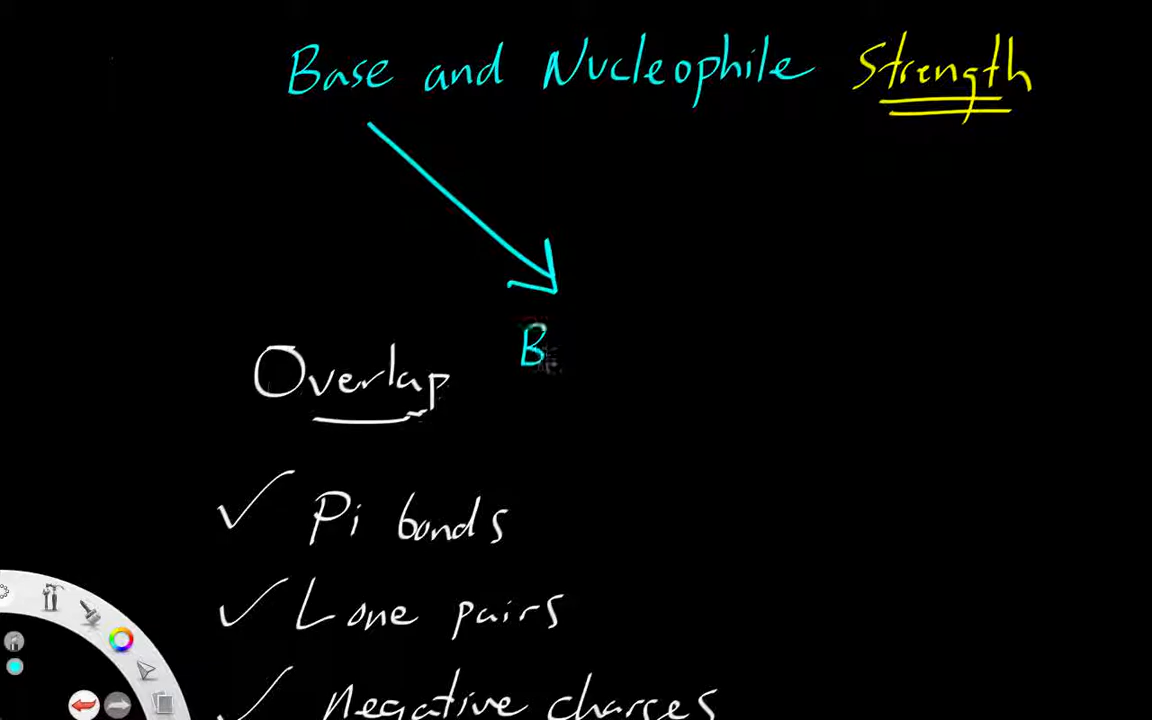 Base and Nucleophile Strength
B
Overlap
✓ Pi bonds
✓ Lone pairs
✓ negative charges